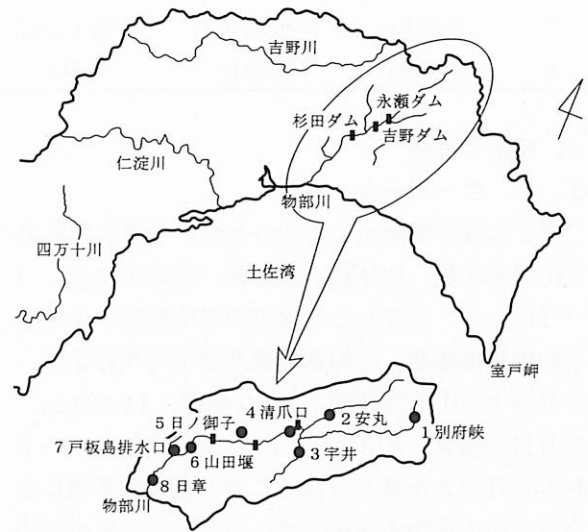 吉野川
永瀬ダム
杉田ダム
吉野ダム
仁淀川
物部川
四万十川
土佐湾
室戸岬
4 清爪口
2 安丸
1 別府峡
5 日ノ御子
7 戸板島排水口
6 山田堰
3 宇井
8 日章
物部川